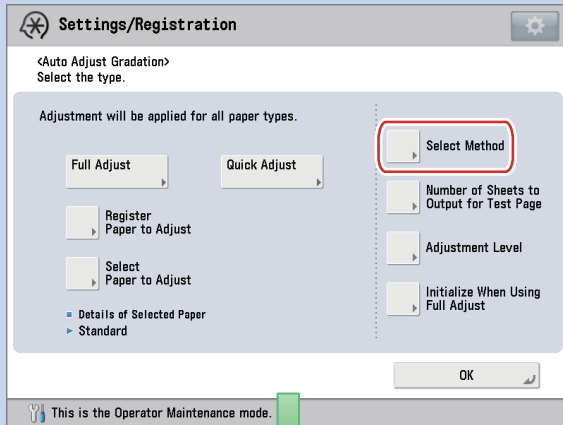 Settings/Registration
<Auto Adjust Gradation>
Select the type.
Adjustment will be applied for all paper types.
Full Adjust
Quick Adjust
Register
Paper to Adjust
Select
Paper to Adjust
Details of Selected Paper
Standard
Select Method
Number of Sheets to
Output for Test Page
Adjustment Level
Initialize When Using
Full Adjust
OK
This is the Operator Maintenance mode.